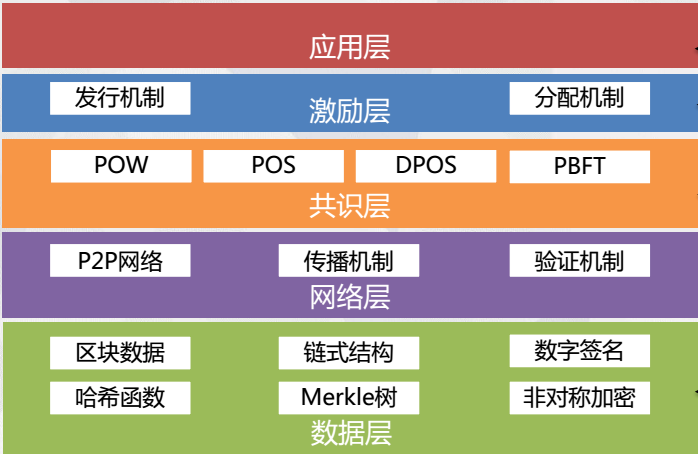 应用层
发行机制 分配机制
激励层
POW POS DPOS PBFT
共识层
P2P网络 传播机制 验证机制
网络层
区块数据 链式结构 数字签名
哈希函数 Merkle树 非对称加密
数据层